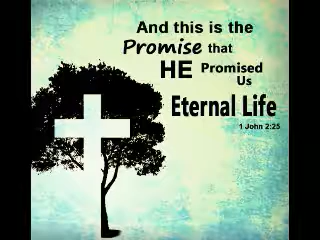 And this is the
Promise that
HE Promised
Us
Eternal Life
1 John 2:25